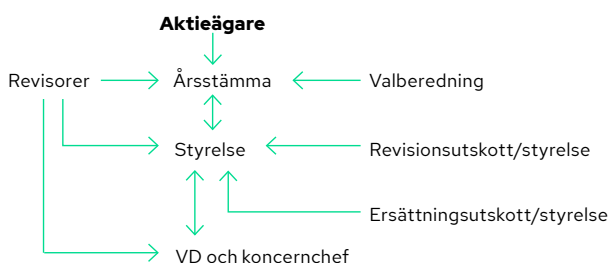 Aktieägare
Revisorer
Årsstämma
Valberedning
Styrelse
Revisionsutskott/styrelse
Ersättningsutskott/styrelse
VD och koncernchef